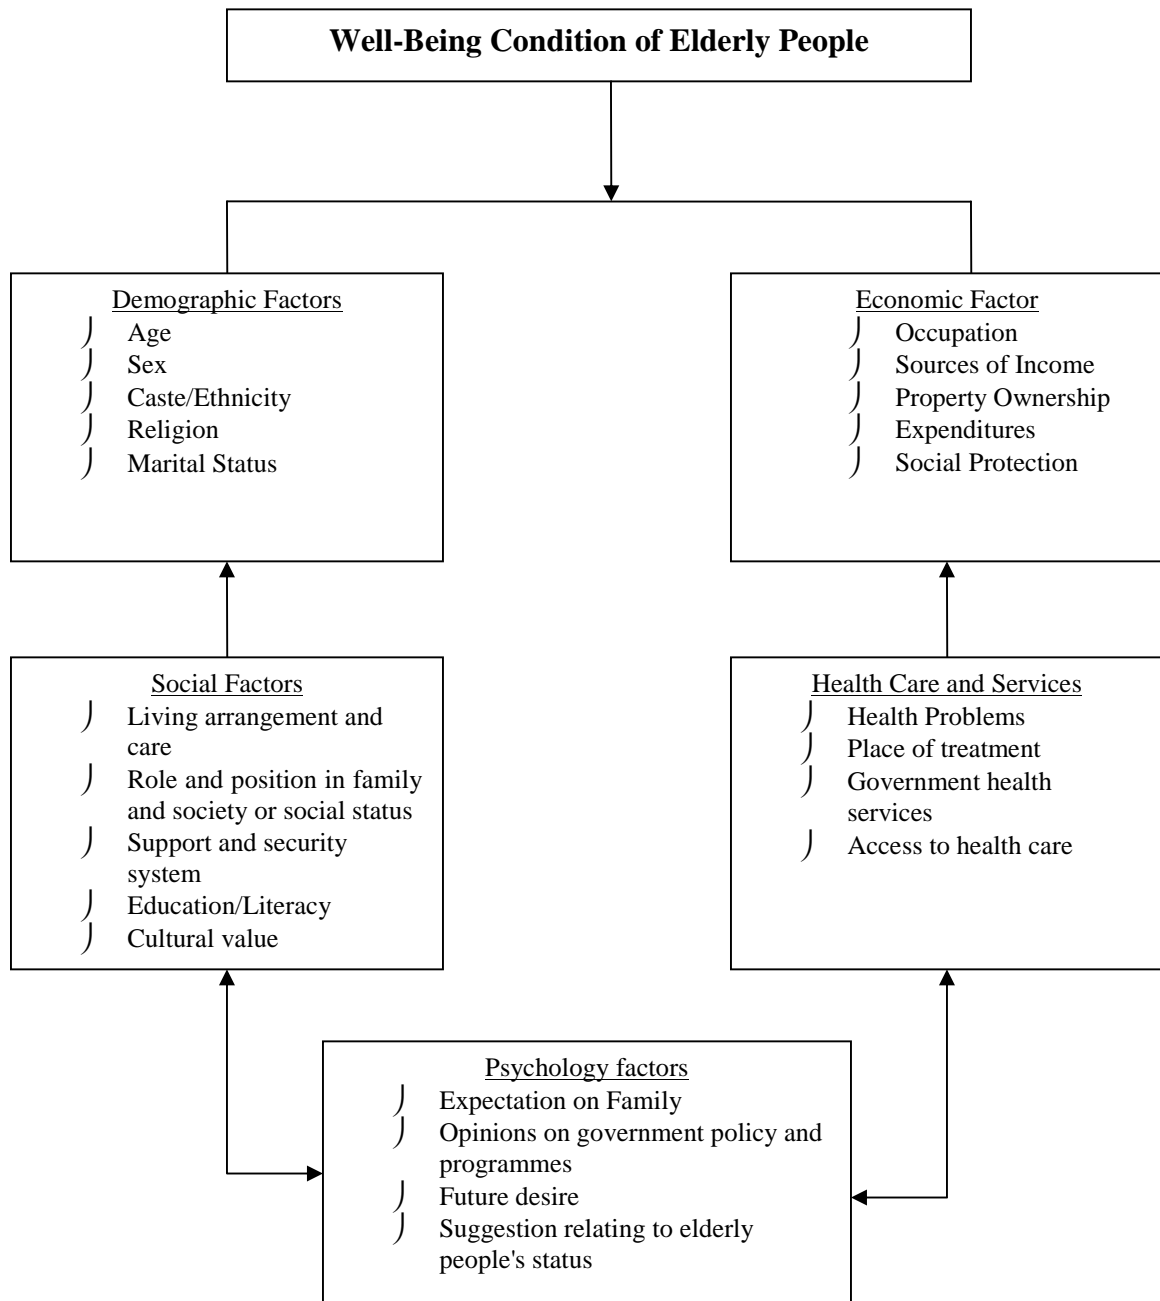 Well-Being Condition of Elderly People
Demographic Factors
Age
Sex
Caste/Ethnicity
Religion
Marital Status
Economic Factor
Occupation
Sources of Income
Property Ownership
Expenditures
Social Protection
Social Factors
Living arrangement and
care
Role and position in family
and society or social status
Support and security
system
Education/Literacy
Cultural value
Health Care and Services
Health Problems
Place of treatment
Government health
services
Access to health care
Psychology factors
Expectation on Family
Opinions on government policy and
programmes
Future desire
Suggestion relating to elderly
people's status